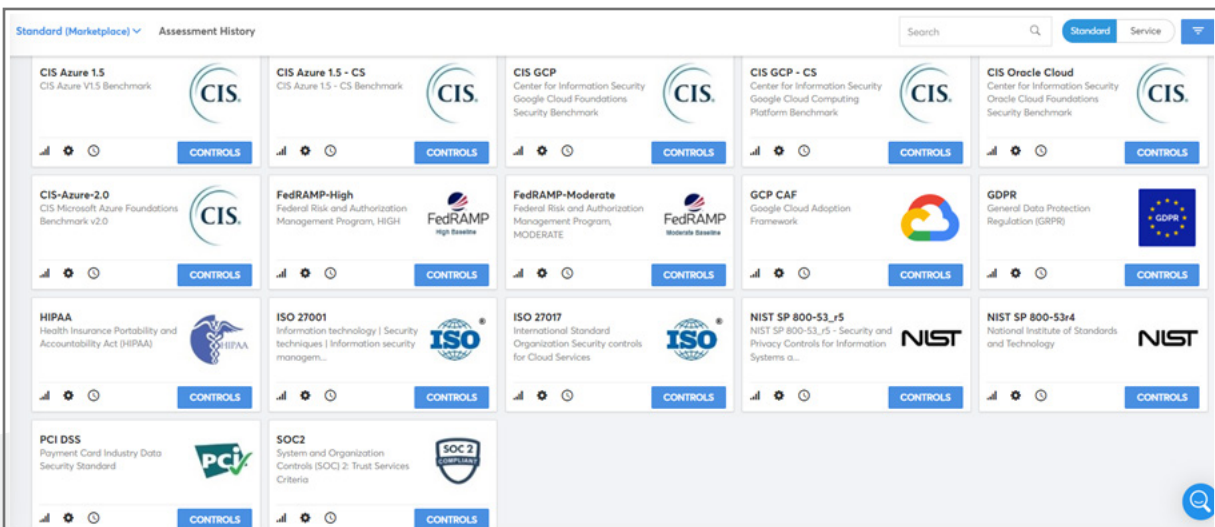 Standard (Marketplace) Assessment History Search Standard Service
CIS Azure 1.5
CIS Azure V1.5 Benchmark
CIS.
CONTROLS
CIS Azure 1.5 - CS
CIS Azure 1.5 - CS Benchmark
CIS.
CONTROLS
CIS GCP
Center for Information Security
Google Cloud Foundations
Security Benchmark
CIS.
CONTROLS
CIS GCP - CS
Center for Information Security
Google Cloud Computing
Platform Benchmark
CIS.
CONTROLS
CIS Oracle Cloud
Center for Information Security
Oracle Cloud Foundations
Security Benchmark
CIS.
CONTROLS
CIS-Azure-2.0
CIS Microsoft Azure Foundations
Benchmark v2.0
CIS.
CONTROLS
FedRAMP-High
Federal Risk and Authorization
Management Program, HIGH
FedRAMP
High Baseline
CONTROLS
FedRAMP-Moderate
Federal Risk and Authorization
Management Program,
MODERATE
FedRAMP
Moderate Baseline
CONTROLS
GCP CAF
Google Cloud Adoption
Framework
CONTROLS
GDPR
General Data Protection
Regulation (GRPR)
GDPR
CONTROLS
HIPAA
Health Insurance Portability and
Accountability Act (HIPAA)
HIPAA
CONTROLS
ISO 27001
Information technology | Security
techniques | Information security
managem...
ISO
CONTROLS
ISO 27017
International Standard
Organization Security controls
for Cloud Services
ISO
CONTROLS
NIST SP 800-53_r5
NIST SP 800-53_r5 - Security and
Privacy Controls for Information
Systems a...
NIST
CONTROLS
NIST SP 800-53r4
National Institute of Standards
and Technology
NIST
CONTROLS
PCI DSS
Payment Card Industry Data
Security Standard
PCI
CONTROLS
SOC2
System and Organization
Controls (SOC) 2: Trust Services
Criteria
SOC 2
COMPLIANT
CONTROLS